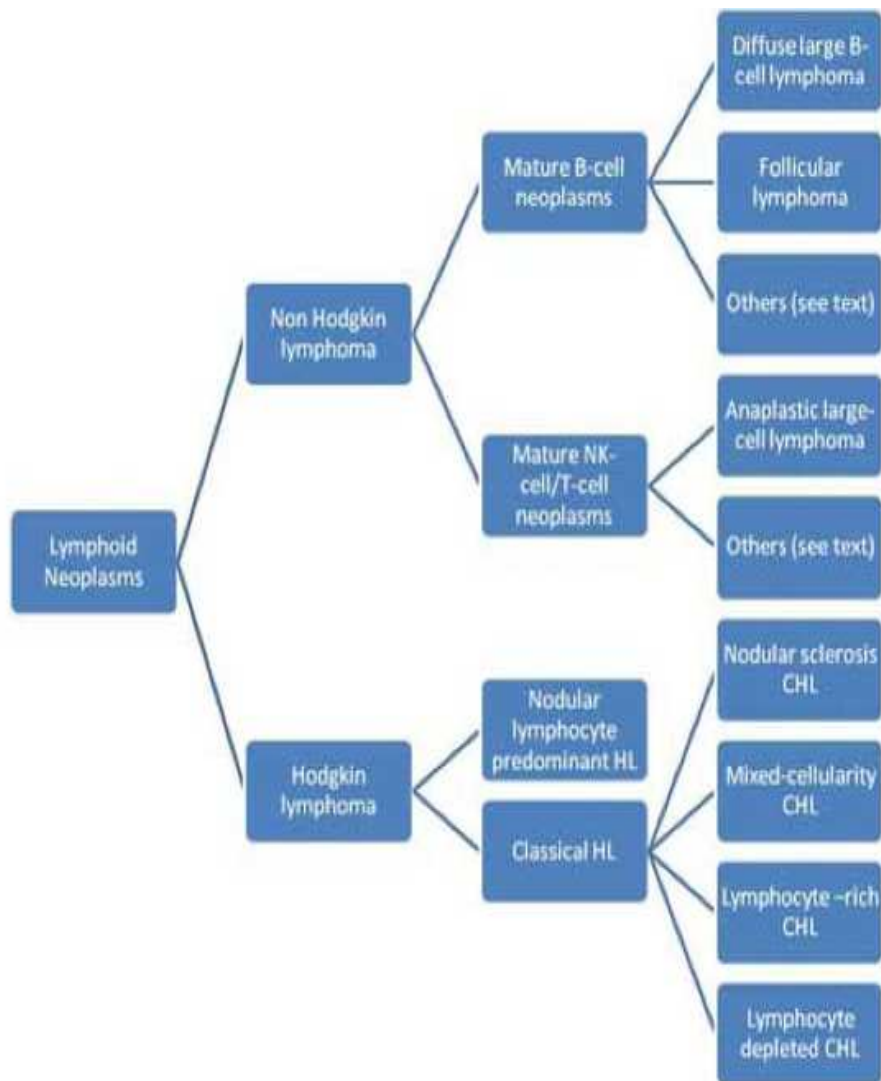 Diffuse large B-
cell lymphoma
Mature B-cell
neoplasms
Follicular
lymphoma
Non Hodgkin
lymphoma
Others (see text)
Anaplastic large-
cell lymphoma
Mature NK-
cell/T-cell
neoplasms
Lymphoid
Neoplasms
Others (see text)
Nodular sclerosis
CHL
Nodular
lymphocyte
predominant HL
Hodgkin
lymphoma
Mixed-cellularity
CHL
Classical HL
Lymphocyte –rich
CHL
Lymphocyte
depleted CHL